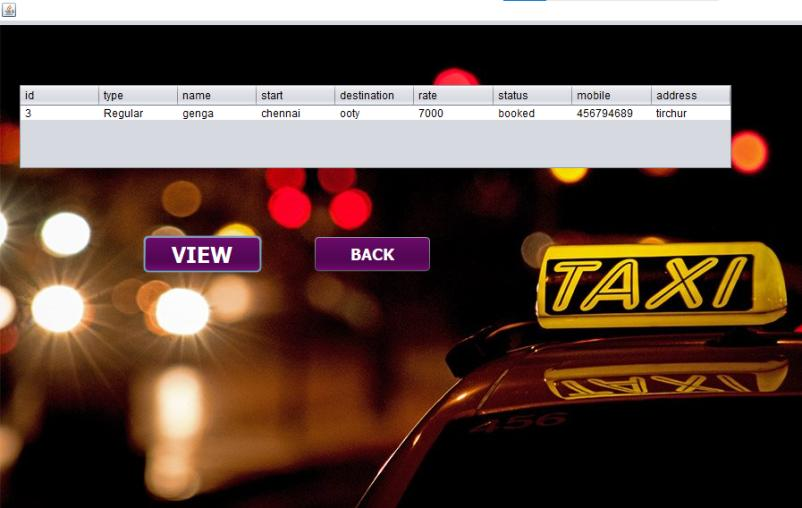 id type name start destination rate status mobile address
3 Regular genga chennai ooty 7000 booked 456794689 tirchur
VIEW BACK
TAXI
456